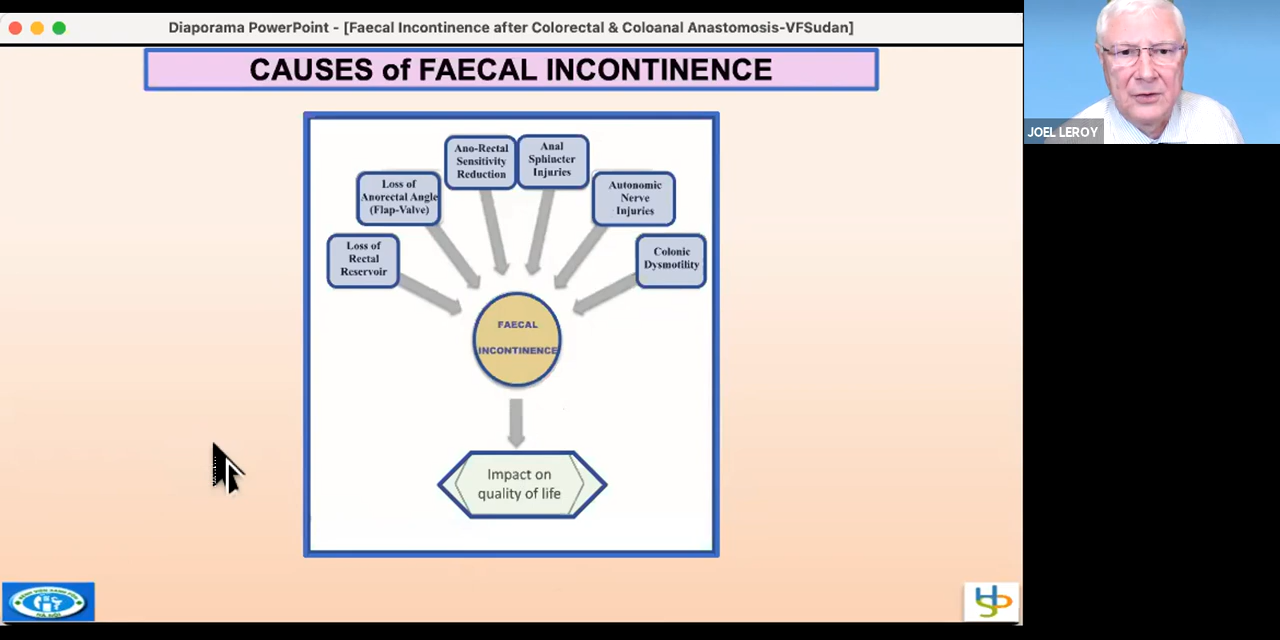 Diaporama PowerPoint - [Faecal Incontinence after Colorectal & Coloanal Anastomosis-VFSudan]
JOEL LEROY
CAUSES of FAECAL INCONTINENCE
Loss of
Rectal
Reservoir
Loss of
Anorectal Angle
(Flap-Valve)
Ano-Rectal
Sensitivity
Reduction
Anal
Sphincter
Injuries
Autonomic
Nerve
Injuries
Colonic
Dysmotility
FAECAL
INCONTINENCE
Impact on
quality of life